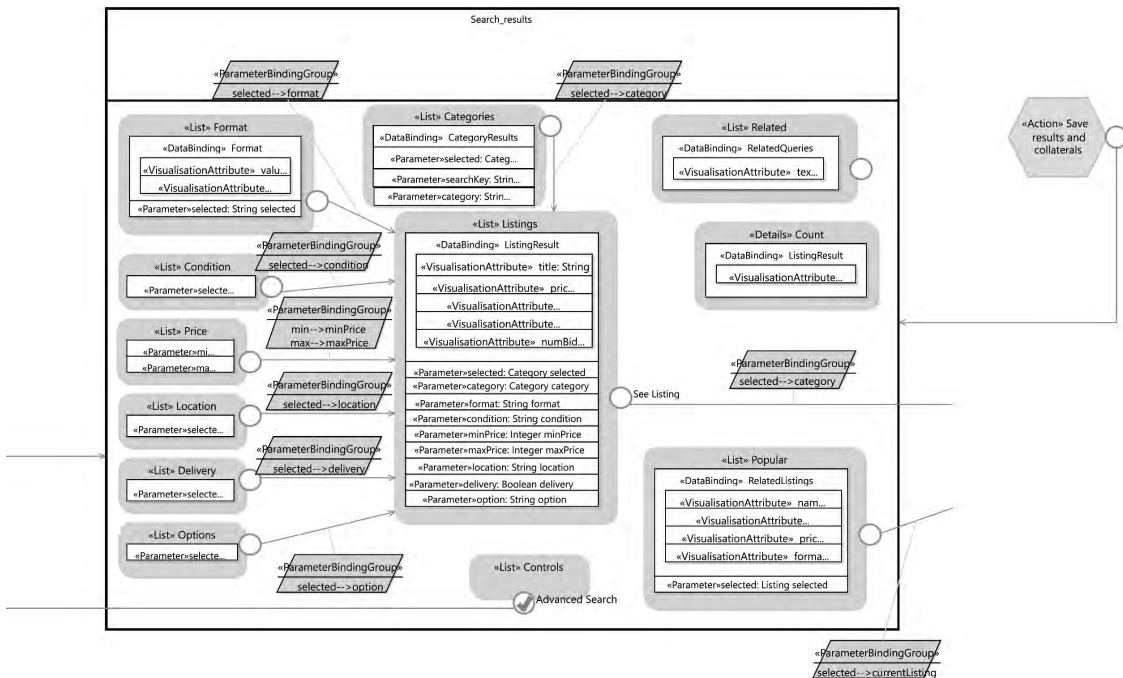 Search_results
«ParameterBindingGroup»
selected-->format
«ParameterBindingGroup»
selected-->category
«List» Format
«DataBinding» Format
«VisualisationAttribute» valu...
«VisualisationAttribute...
«Parameter»selected: String selected
«List» Categories
«DataBinding» CategoryResults
«Parameter»selected: Categ...
«Parameter»searchKey: Strin...
«Parameter»category: Strin...
«List» Related
«DataBinding» RelatedQueries
«VisualisationAttribute» tex...
«Action» Save
results and
collaterals
«ParameterBindingGroup»
selected-->condition
«List» Condition
«Parameter»selecte...
«List» Listings
«DataBinding» ListingResult
«VisualisationAttribute» title: String
«VisualisationAttribute» pric...
«VisualisationAttribute...
«VisualisationAttribute...
«VisualisationAttribute» numBid...
«Parameter»selected: Category selected
«Parameter»category: Category category
«Parameter»format: String format
«Parameter»condition: String condition
«Parameter»minPrice: Integer minPrice
«Parameter»maxPrice: Integer maxPrice
«Parameter»location: String location
«Parameter»delivery: Boolean delivery
«Parameter»option: String option
«Details» Count
«DataBinding» ListingResult
«VisualisationAttribute...
«ParameterBindingGroup»
min-->minPrice
max-->maxPrice
«List» Price
«Parameter»mi...
«Parameter»ma...
«ParameterBindingGroup»
selected-->location
«List» Location
«Parameter»selecte...
See Listing
«ParameterBindingGroup»
selected-->category
«ParameterBindingGroup»
selected-->delivery
«List» Delivery
«Parameter»selecte...
«List» Popular
«DataBinding» RelatedListings
«VisualisationAttribute» nam...
«VisualisationAttribute...
«VisualisationAttribute» pric...
«VisualisationAttribute» forma...
«Parameter»selected: Listing selected
«List» Options
«Parameter»selecte...
«ParameterBindingGroup»
selected-->option
«List» Controls
Advanced Search
«ParameterBindingGroup»
selected-->currentListing